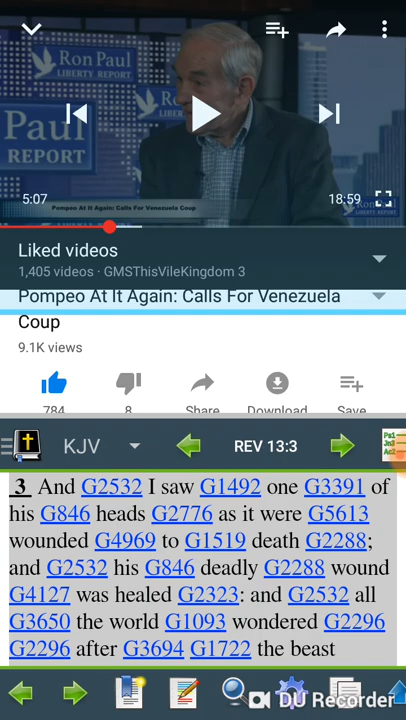 Ron Paul
LIBERTY REPORT
Paul
REPORT
5:07
18:59
Pompeo At It Again: Calls For Venezuela Coup
Liked videos
1,405 videos · GMSThisVileKingdom 3
Pompeo At It Again: Calls For Venezuela
Coup
9.1K views
784
8
Share
Download
Save
KJV
REV 13:3
Ps1
Jn3
Ac2
3 And G2532 I saw G1492 one G3391 of
his G846 heads G2776 as it were G5613
wounded G4969 to G1519 death G2288;
and G2532 his G846 deadly G2288 wound
G4127 was healed G2323: and G2532 all
G3650 the world G1093 wondered G2296
G2296 after G3694 G1722 the beast
DU Recorder